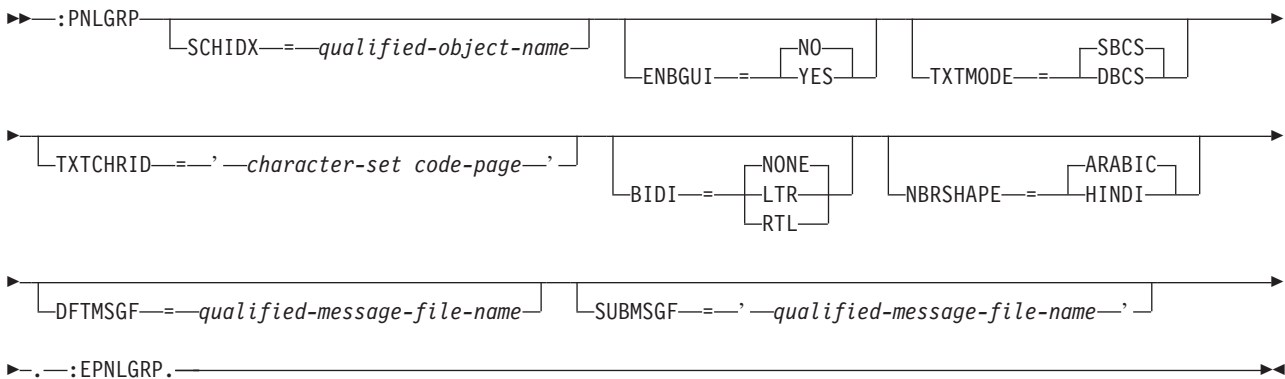 :PNLGRP
SCHIDX = qualified-object-name
ENBGUI = NO
YES
TXTMODE = SBCS
DBCS
TXTCHRID = ’ character-set code-page ’
BIDI = NONE
LTR
RTL
NBRSHAPE = ARABIC
HINDI
DFTMSGF = qualified-message-file-name
SUBMSGF = ’ qualified-message-file-name ’
. :EPNLGRP.